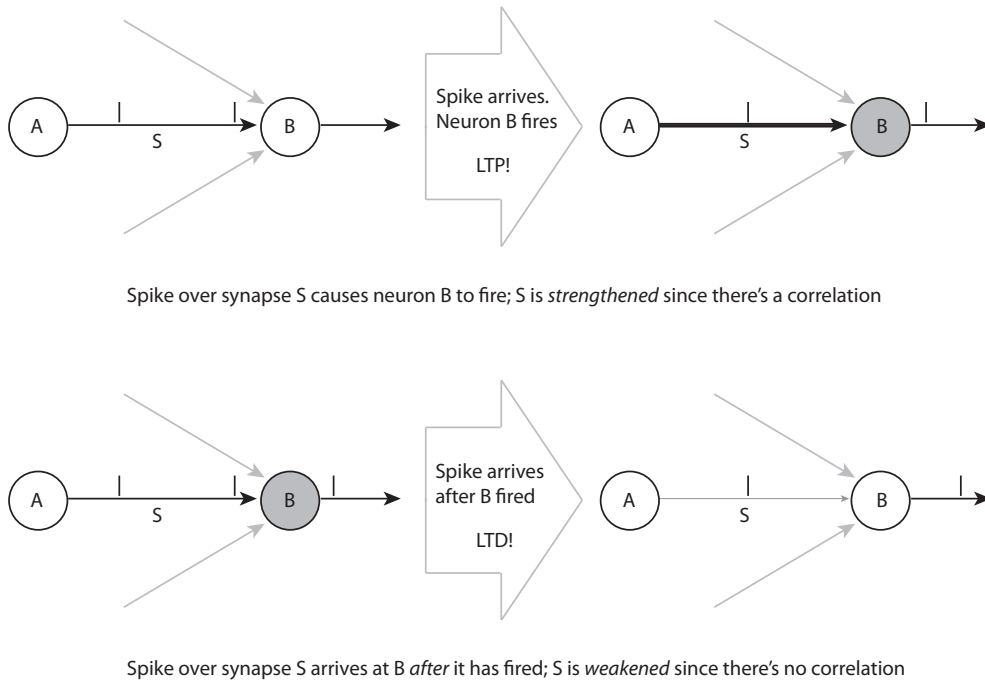 A
S
B
Spike arrives.
Neuron B fires
LTP!
A
S
B
Spike over synapse S causes neuron B to fire; S is strengthened since there's a correlation
A
S
B
Spike arrives
after B fired
LTD!
A
S
B
Spike over synapse S arrives at B after it has fired; S is weakened since there's no correlation